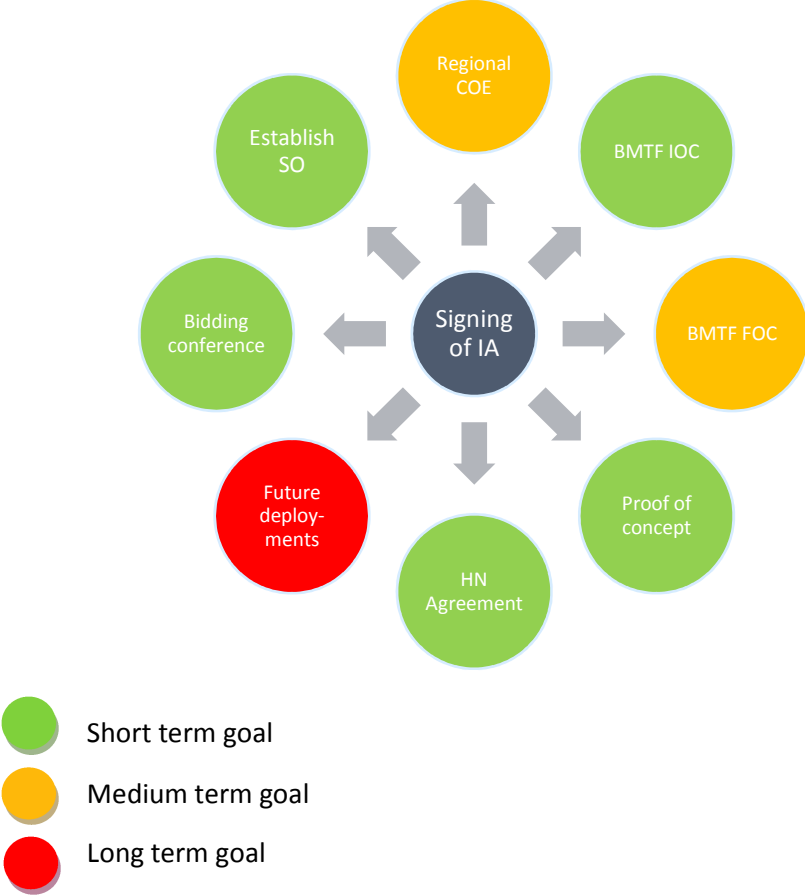 Regional
COE
Establish
SO
BMTF IOC
Bidding
conference
Signing
of IA
BMTF FOC
Future
deploy-
ments
Proof of
concept
HN
Agreement
Short term goal
Medium term goal
Long term goal